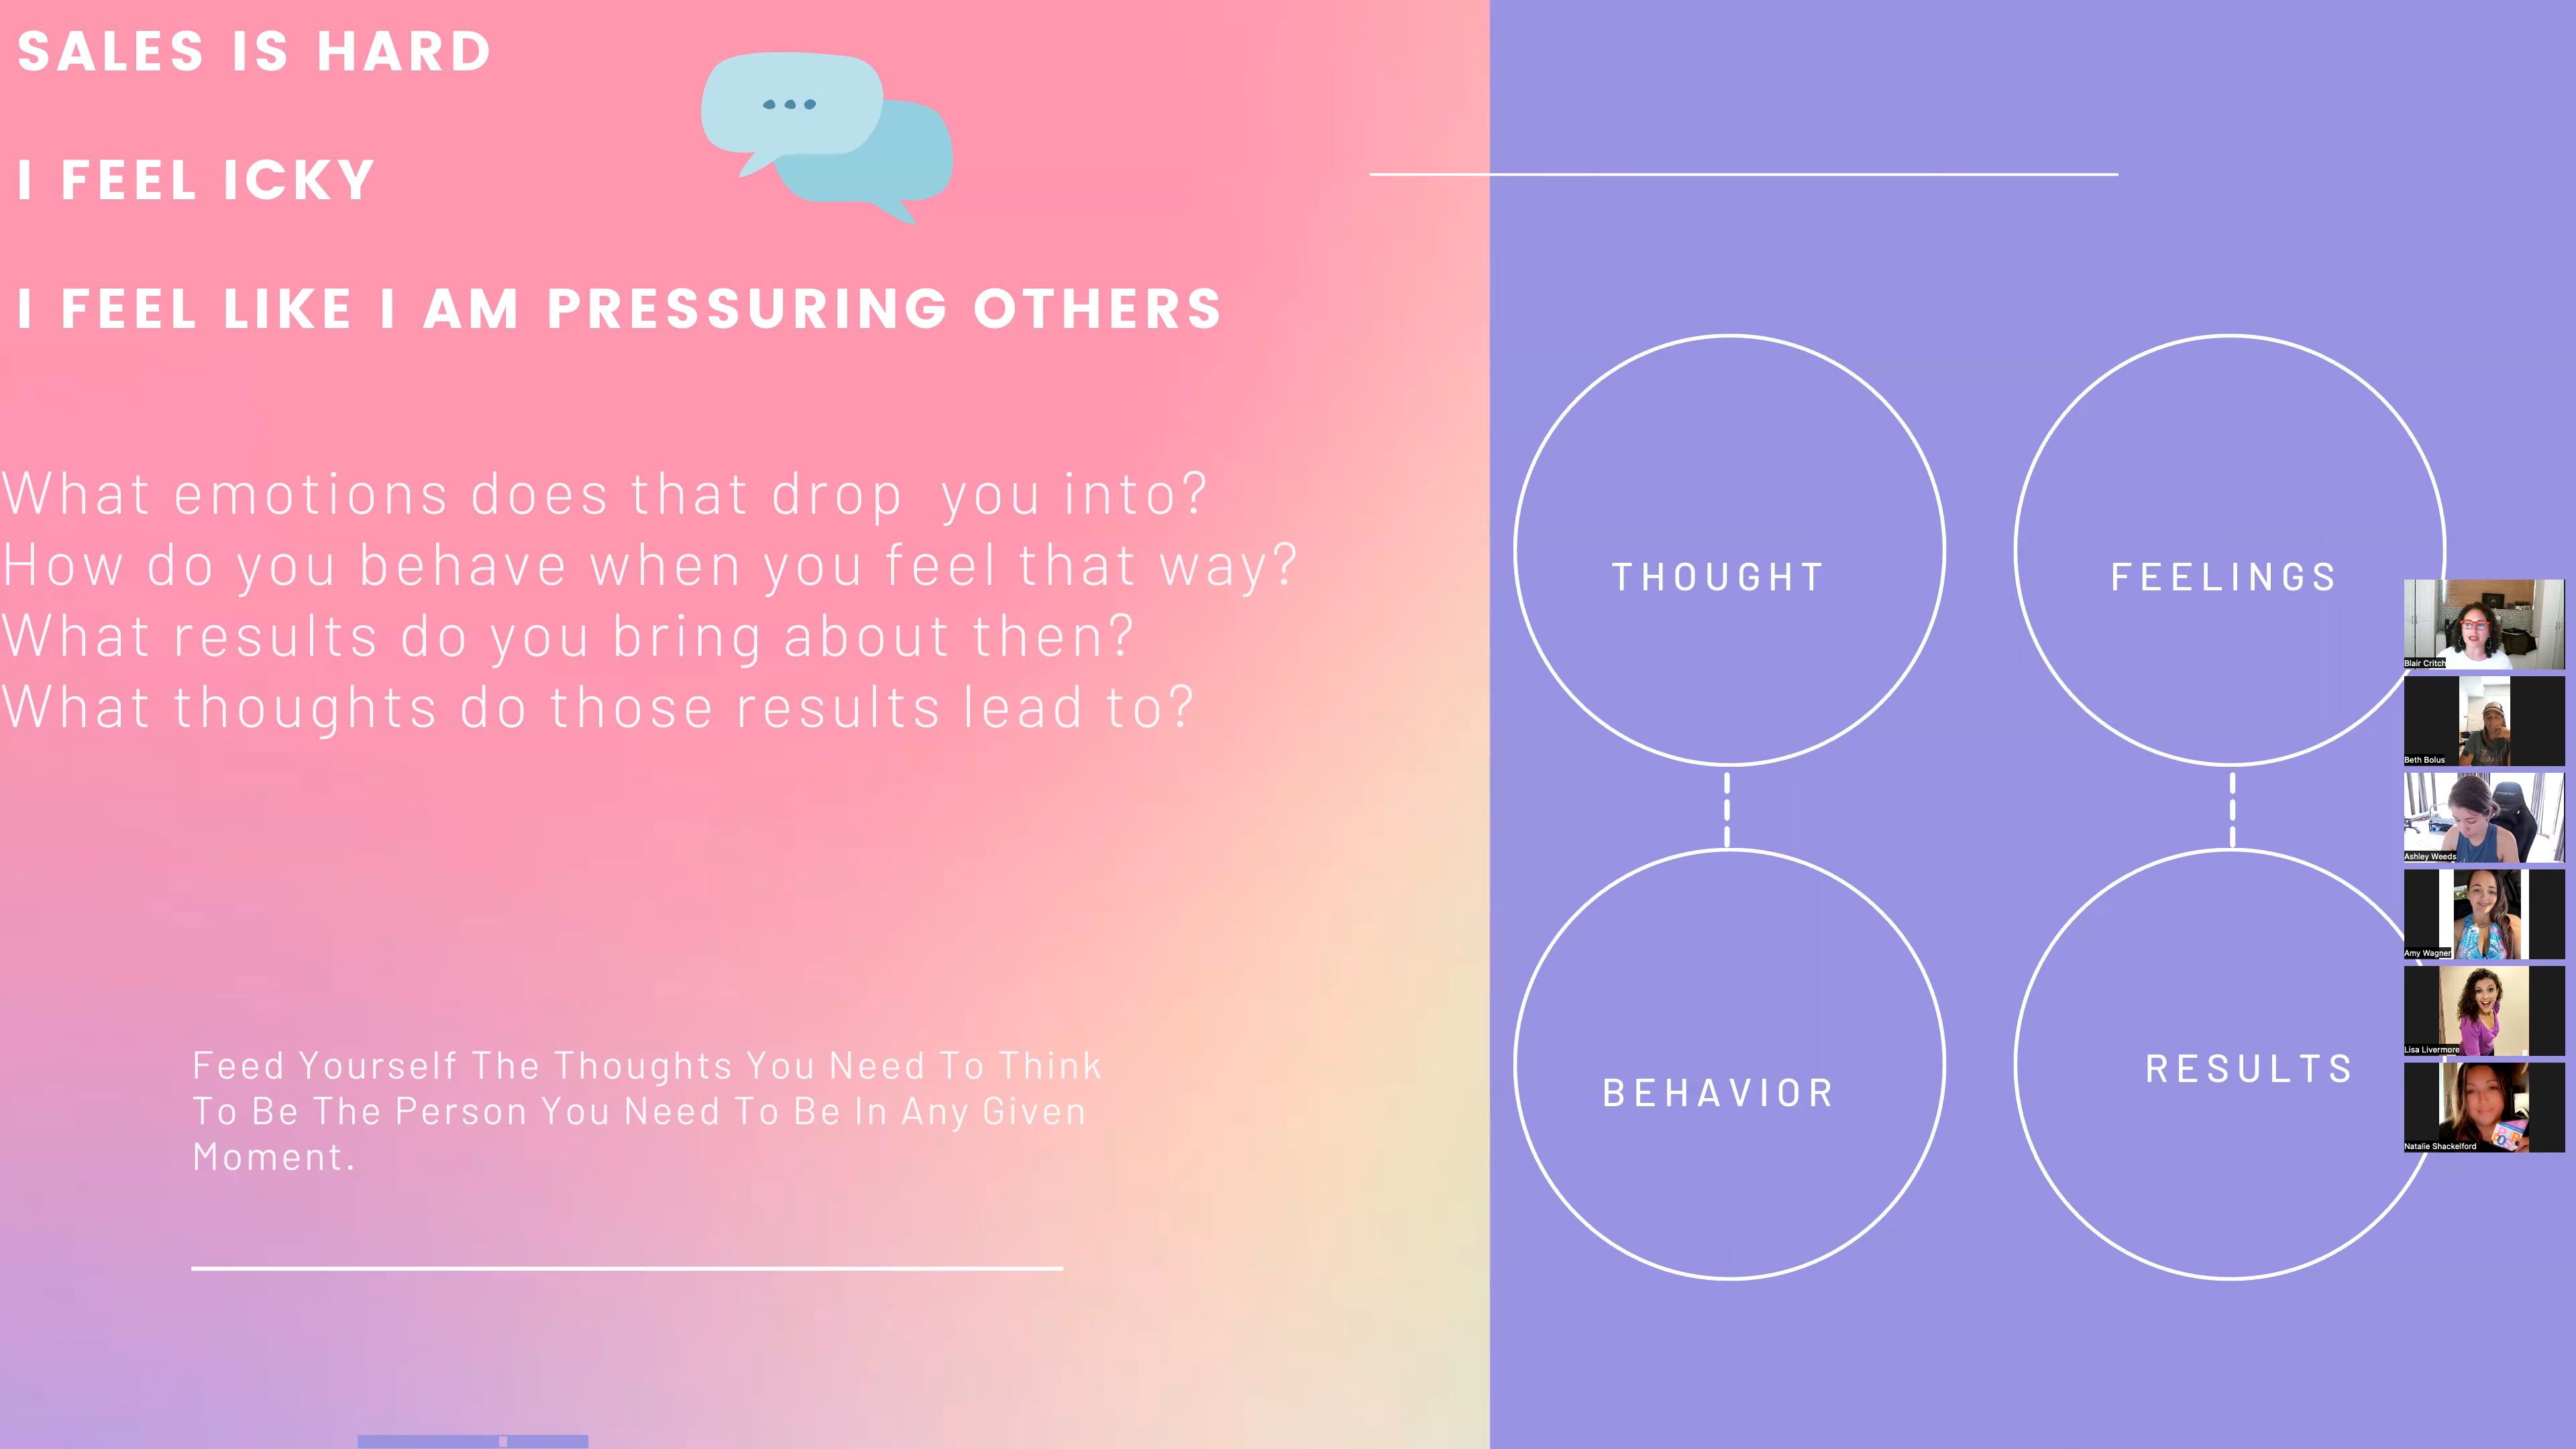 SALES IS HARD
I FEEL ICKY
I FEEL LIKE I AM PRESSURING OTHERS
What emotions does that drop you into?
How do you behave when you feel that way?
What results do you bring about then?
What thoughts do those results lead to?
Feed Yourself The Thoughts You Need To Think
To Be The Person You Need To Be In Any Given
Moment.
THOUGHT
FEELINGS
BEHAVIOR
RESULTS
Blair Critch
Beth Bolus
Ashley Weeds
Amy Wagner
Lisa Livermore
Natalie Shackelford